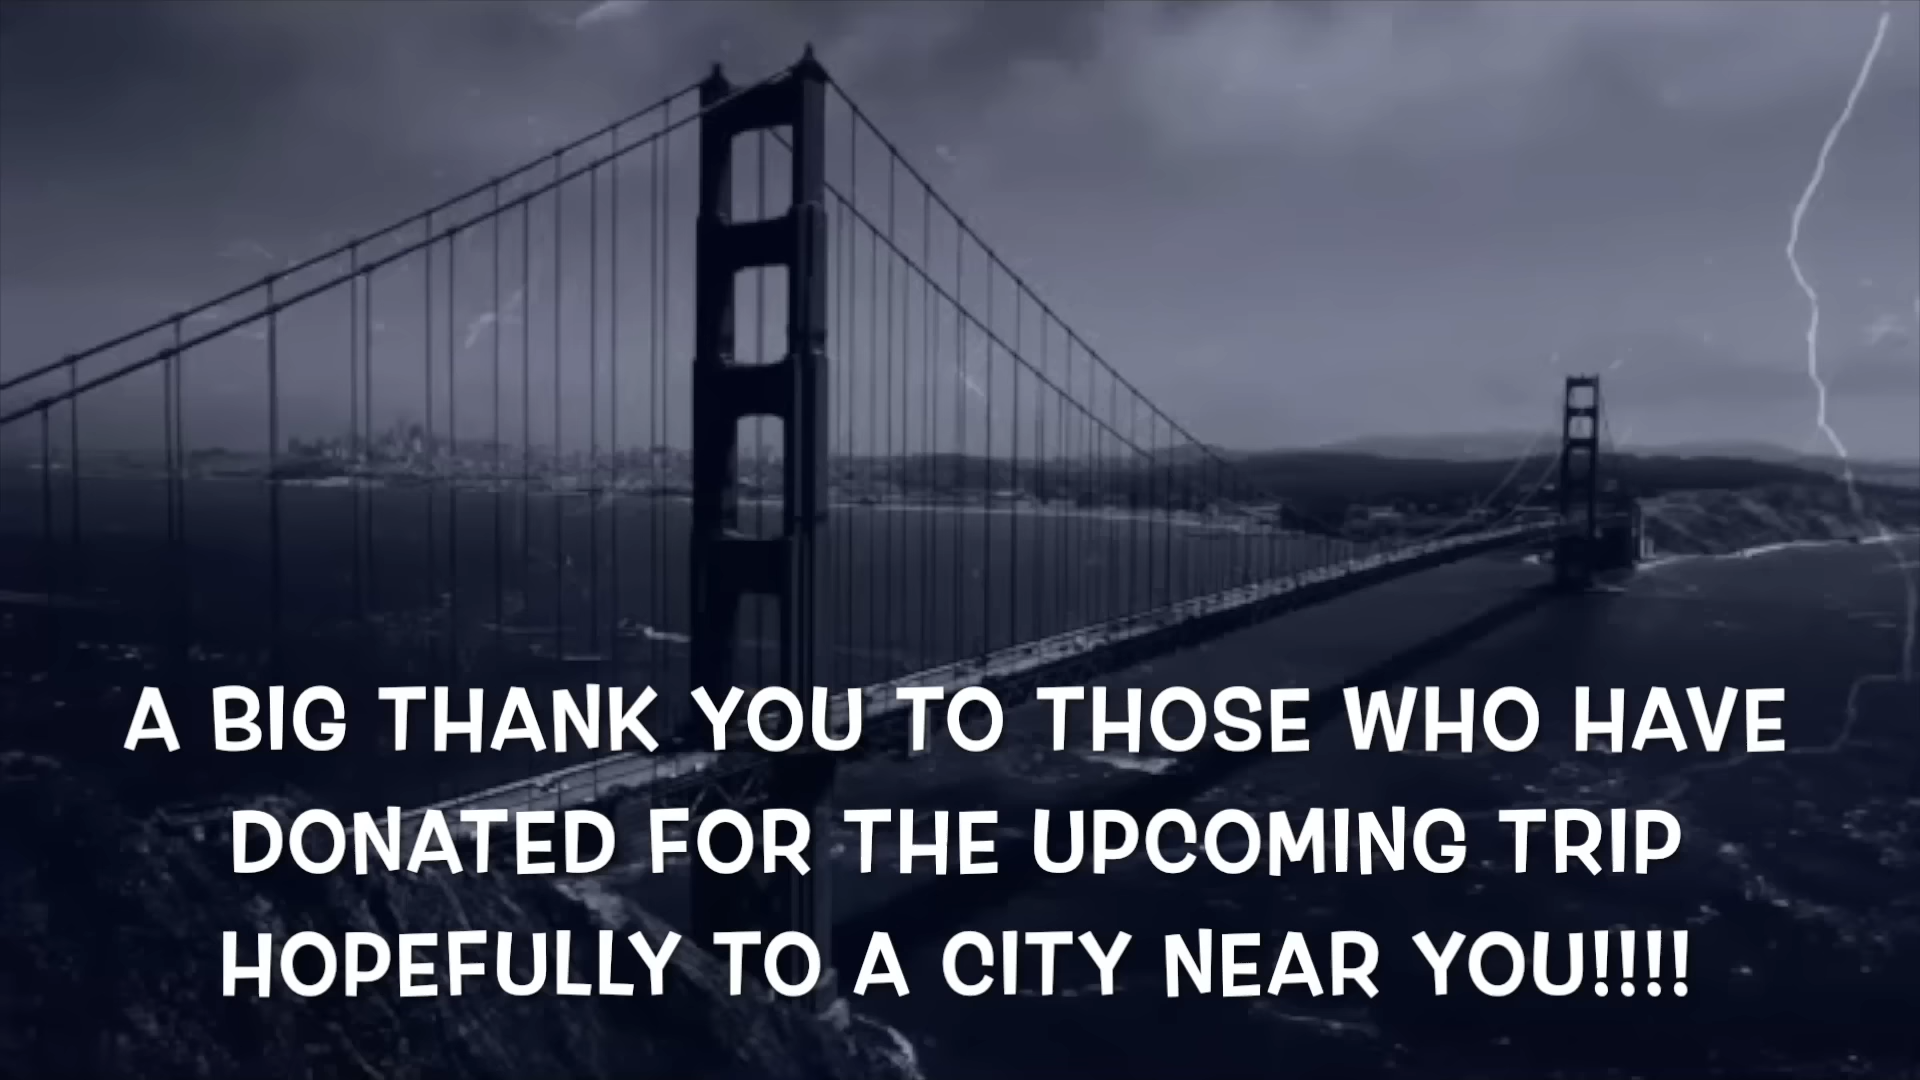 A BIG THANK YOU TO THOSE WHO HAVE
DONATED FOR THE UPCOMING TRIP
HOPEFULLY TO A CITY NEAR YOU!!!!